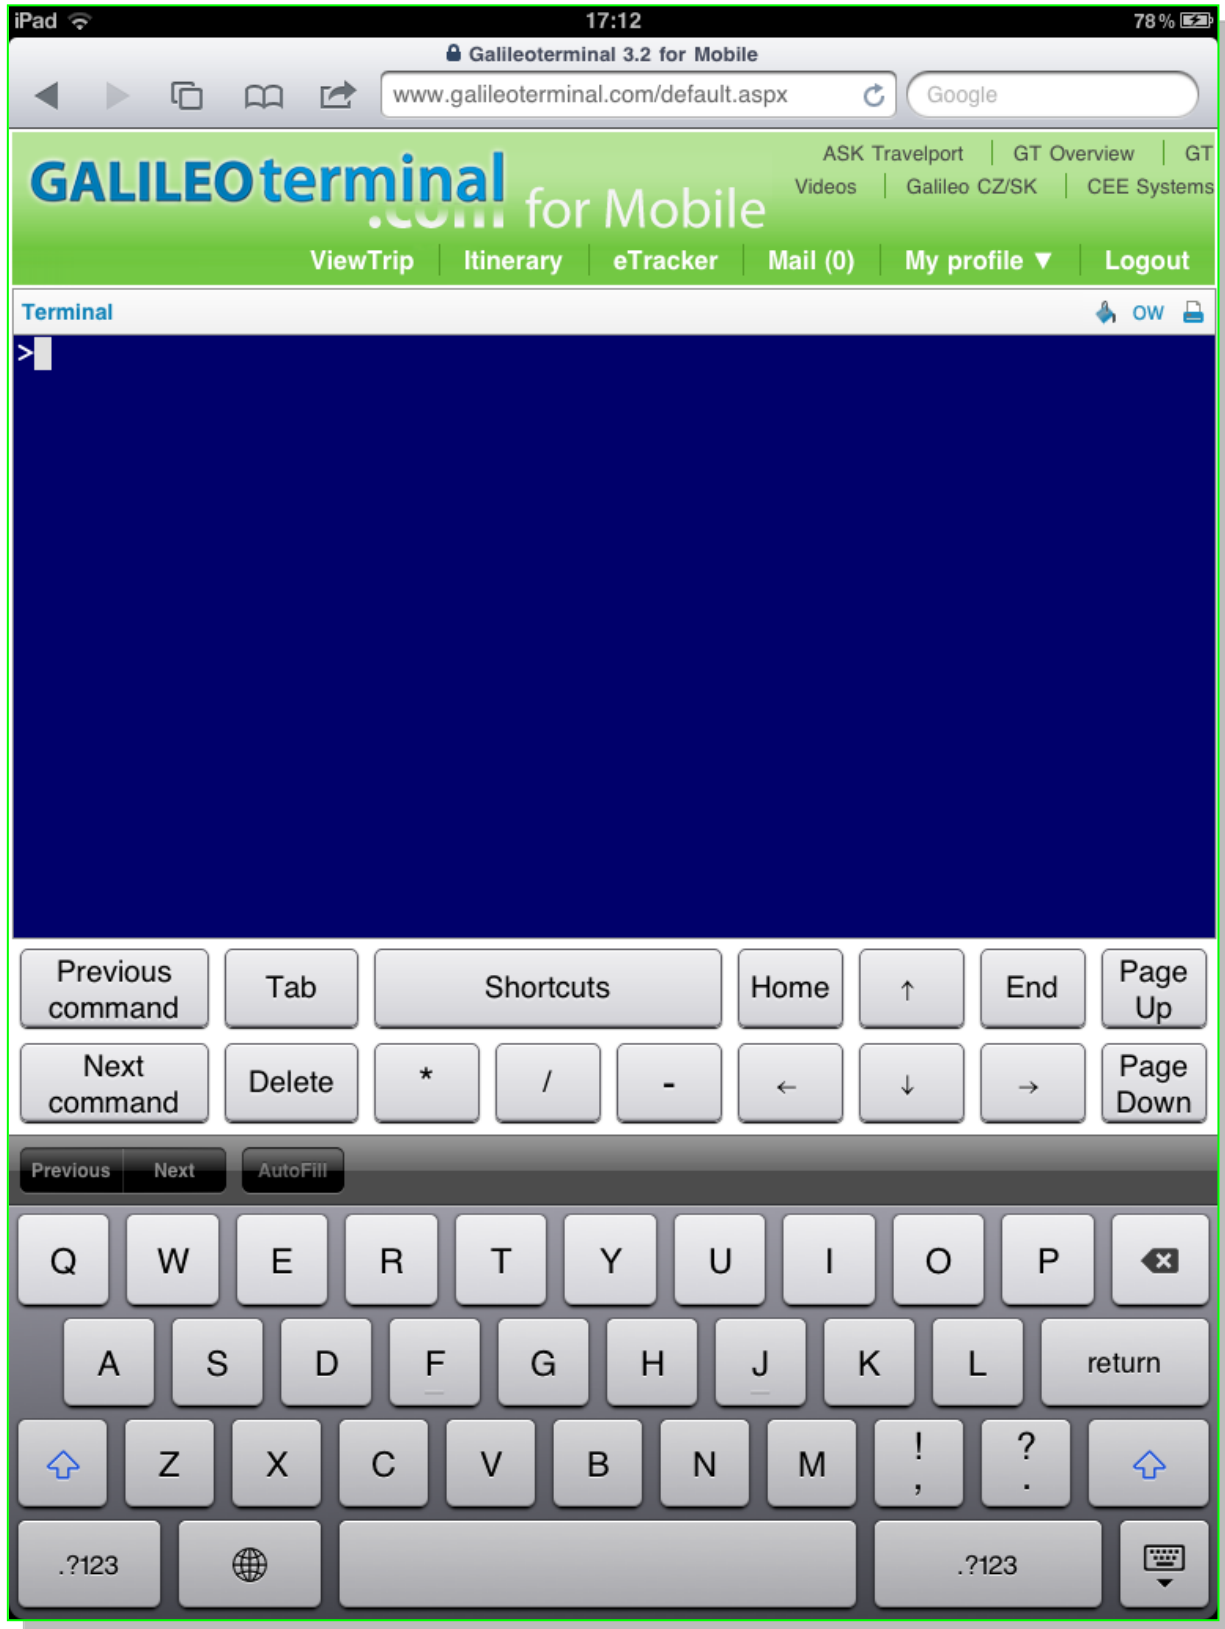 iPad 17:12 78%
Galileoterminal 3.2 for Mobile
www.galileoterminal.com/default.aspx Google
ASK Travelport | GT Overview | GT
Videos | Galileo CZ/SK | CEE Systems
GALILEOterminal
.com for Mobile
ViewTrip | Itinerary | eTracker | Mail (0) | My profile ▼ | Logout
Terminal OW
>
Previous command Tab Shortcuts Home ↑ End Page Up
Next command Delete * / - ← ↓ → Page Down
Previous Next AutoFill
Q W E R T Y U I O P
A S D F G H J K L return
Z X C V B N M ! , ? .
.?123 .?123